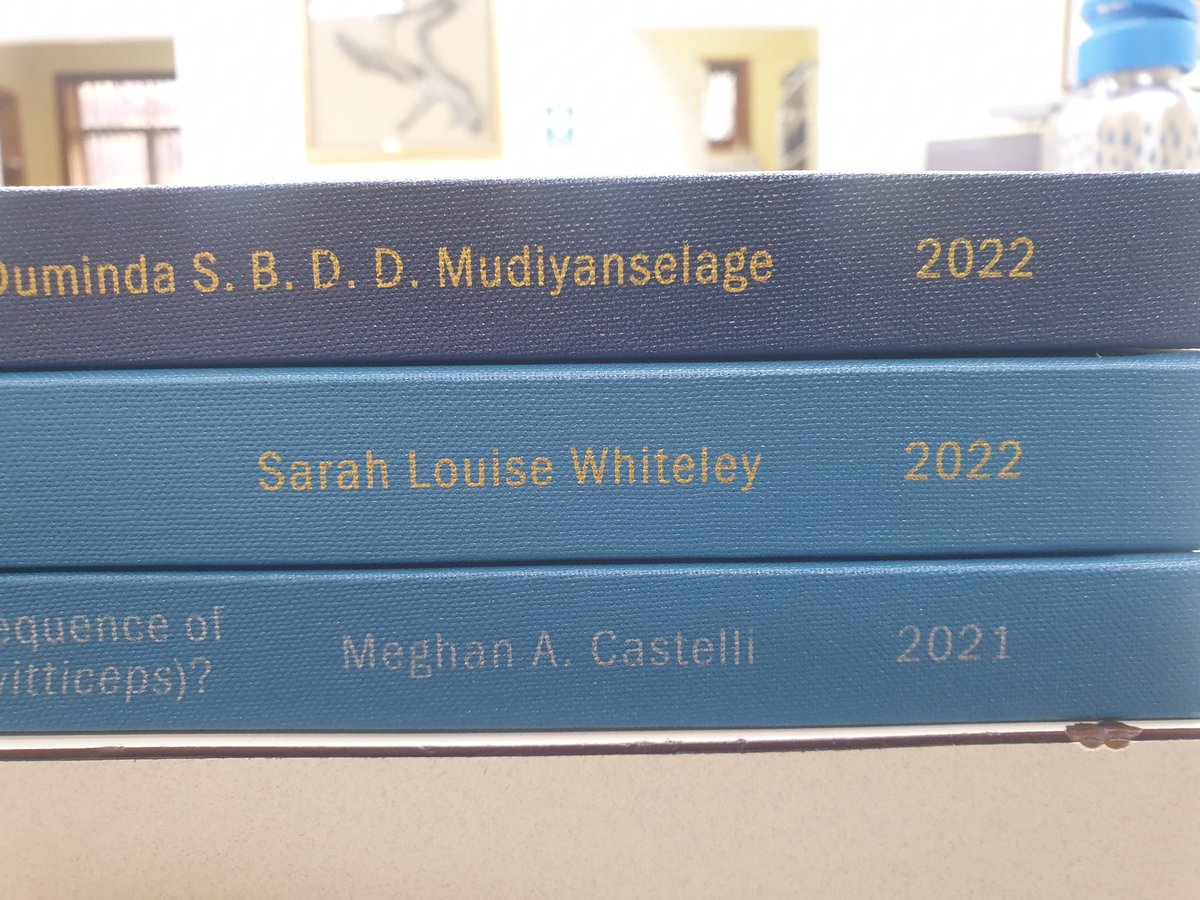 Duminda S. B. D. D. Mudiyanselage 2022
Sarah Louise Whiteley 2022
equence of
vitticeps)?
Meghan A. Castelli 2021